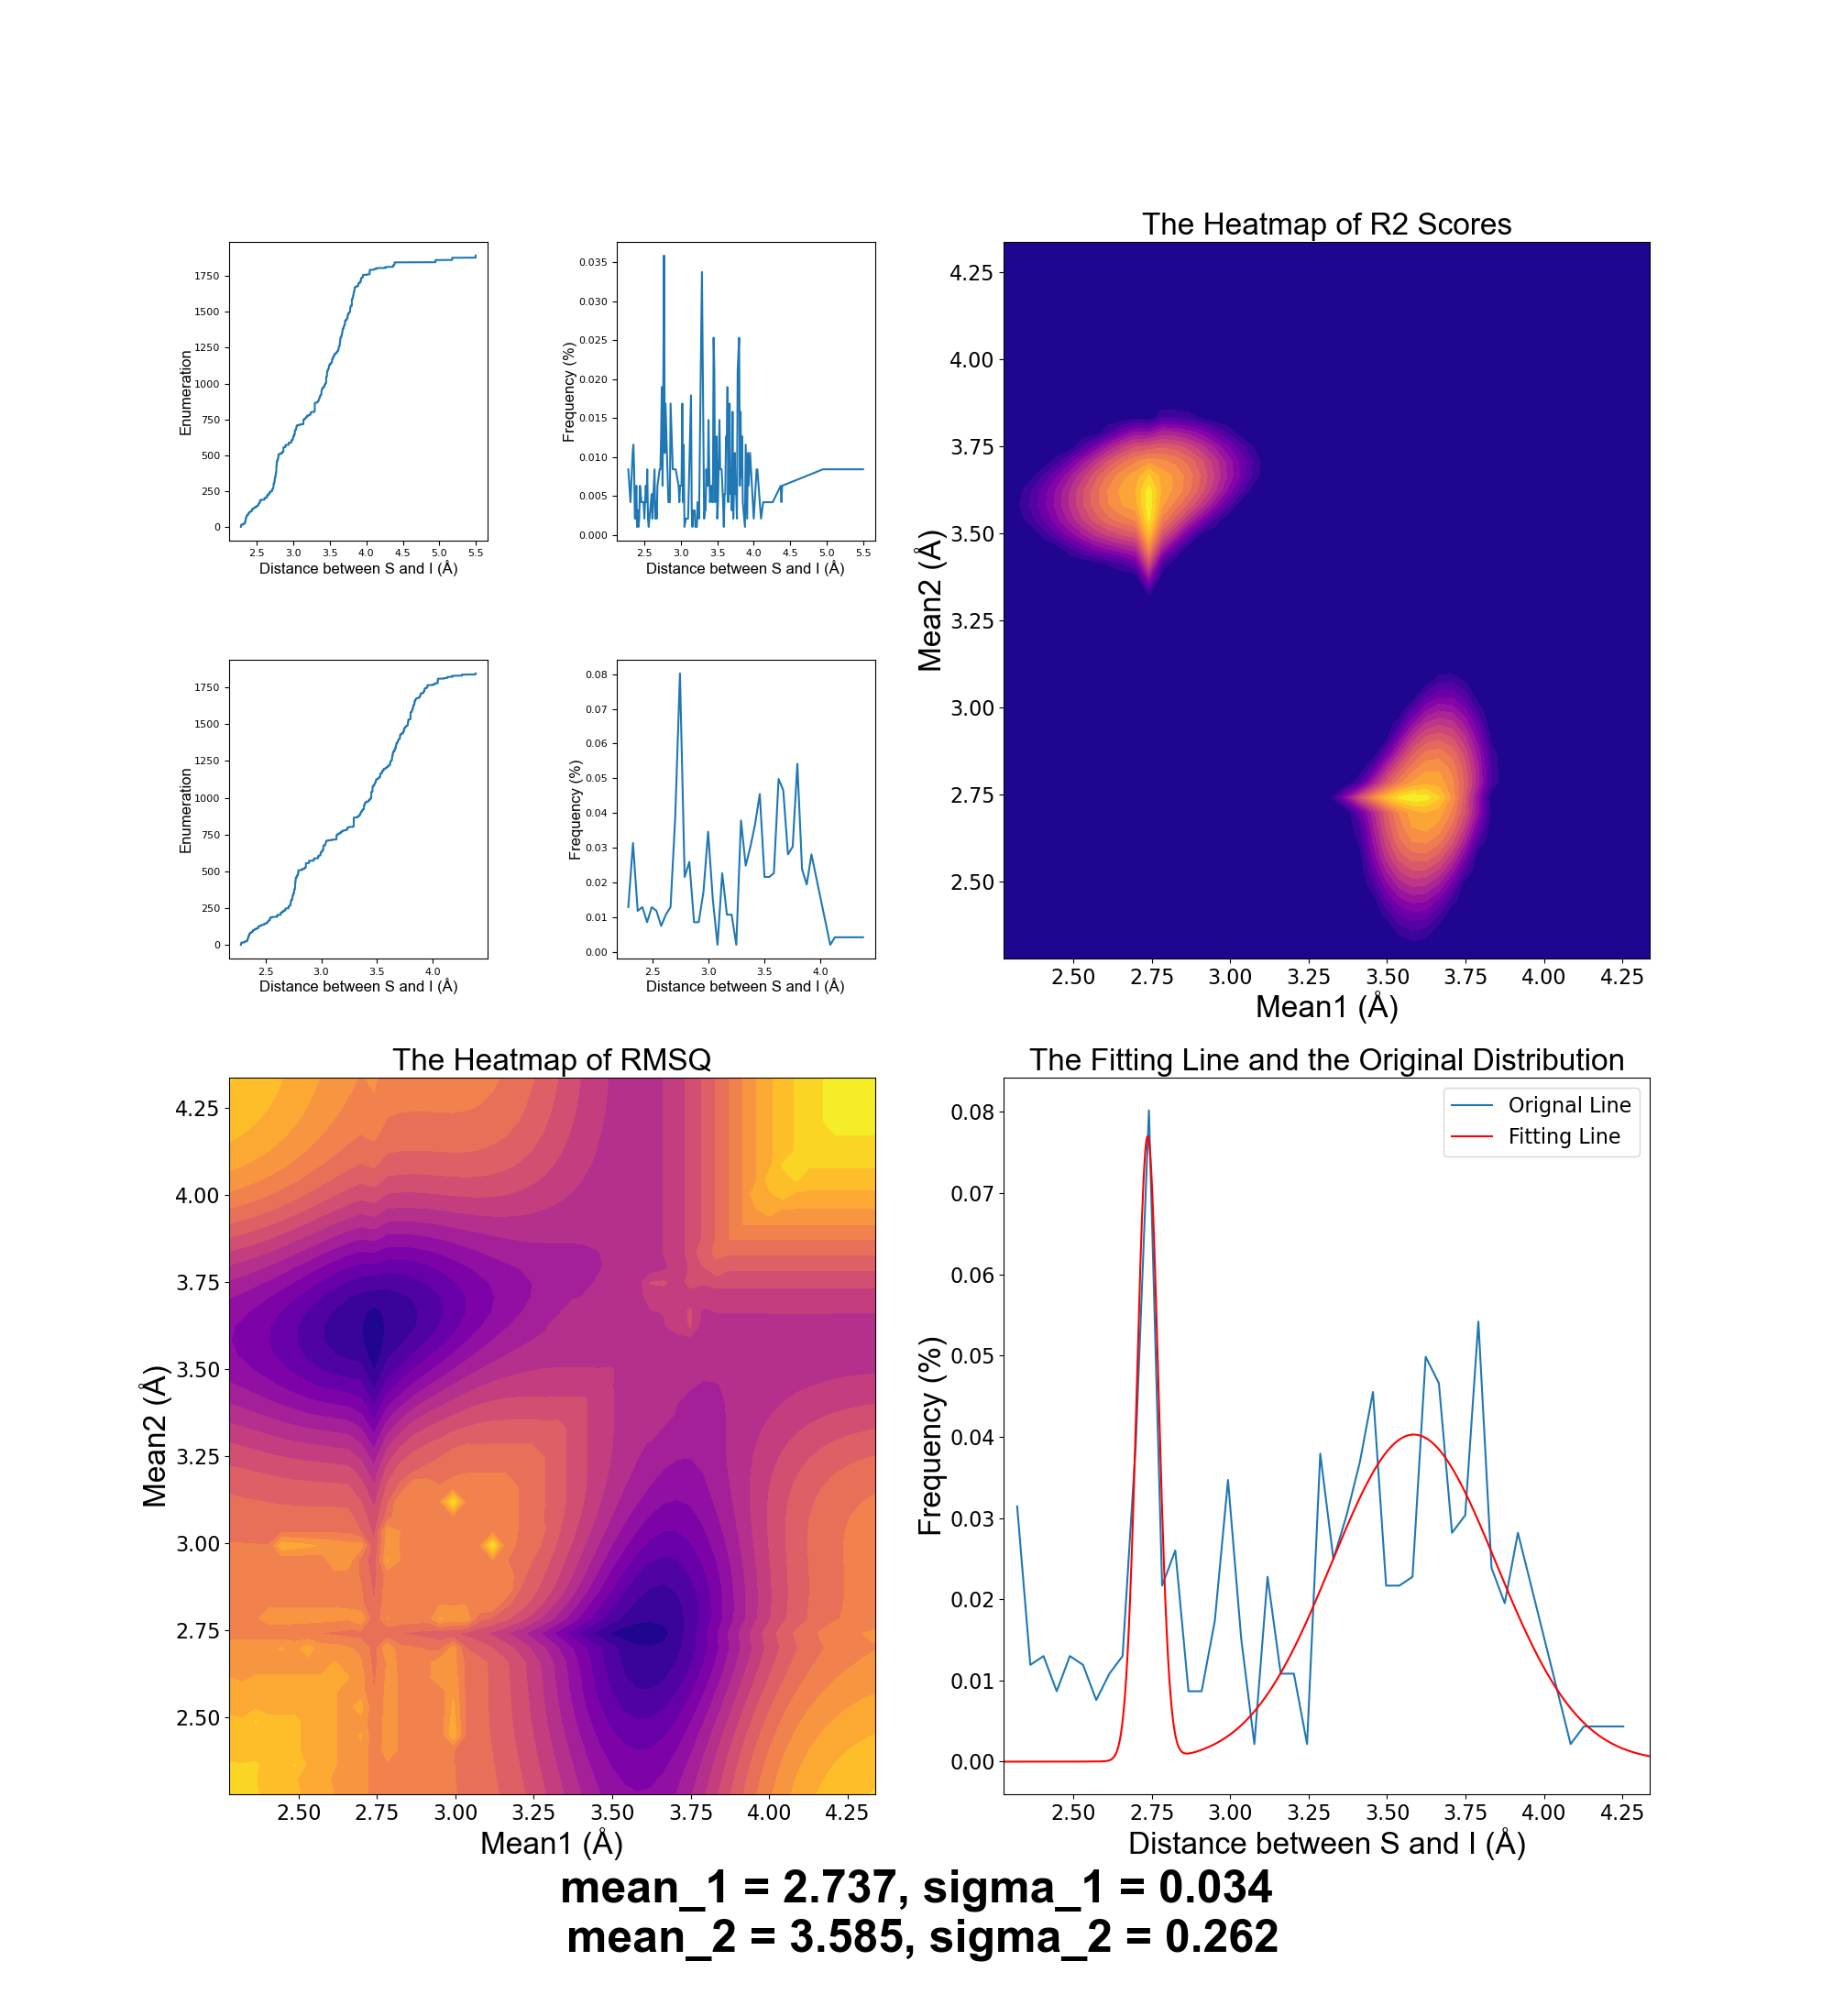 The Heatmap of R2 Scores
1750
1500
1250
1000
750
500
250
0
Enumeration
2.5 3.0 3.5 4.0 4.5 5.0 5.5
Distance between S and I (Å)
0.035
0.030
0.025
0.020
0.015
0.010
0.005
0.000
Frequency (%)
2.5 3.0 3.5 4.0 4.5 5.0 5.5
Distance between S and I (Å)
4.25
4.00
3.75
3.50
3.25
3.00
2.75
2.50
Mean2 (Å)
2.50 2.75 3.00 3.25 3.50 3.75 4.00 4.25
Mean1 (Å)
1750
1500
1250
1000
750
500
250
0
Enumeration
2.5 3.0 3.5 4.0
Distance between S and I (Å)
0.08
0.07
0.06
0.05
0.04
0.03
0.02
0.01
0.00
Frequency (%)
2.5 3.0 3.5 4.0
Distance between S and I (Å)
The Heatmap of RMSQ
4.25
4.00
3.75
3.50
3.25
3.00
2.75
2.50
Mean2 (Å)
2.50 2.75 3.00 3.25 3.50 3.75 4.00 4.25
Mean1 (Å)
The Fitting Line and the Original Distribution
Orignal Line
Fitting Line
0.08
0.07
0.06
0.05
0.04
0.03
0.02
0.01
0.00
Frequency (%)
2.50 2.75 3.00 3.25 3.50 3.75 4.00 4.25
Distance between S and I (Å)
mean_1 = 2.737, sigma_1 = 0.034
mean_2 = 3.585, sigma_2 = 0.262